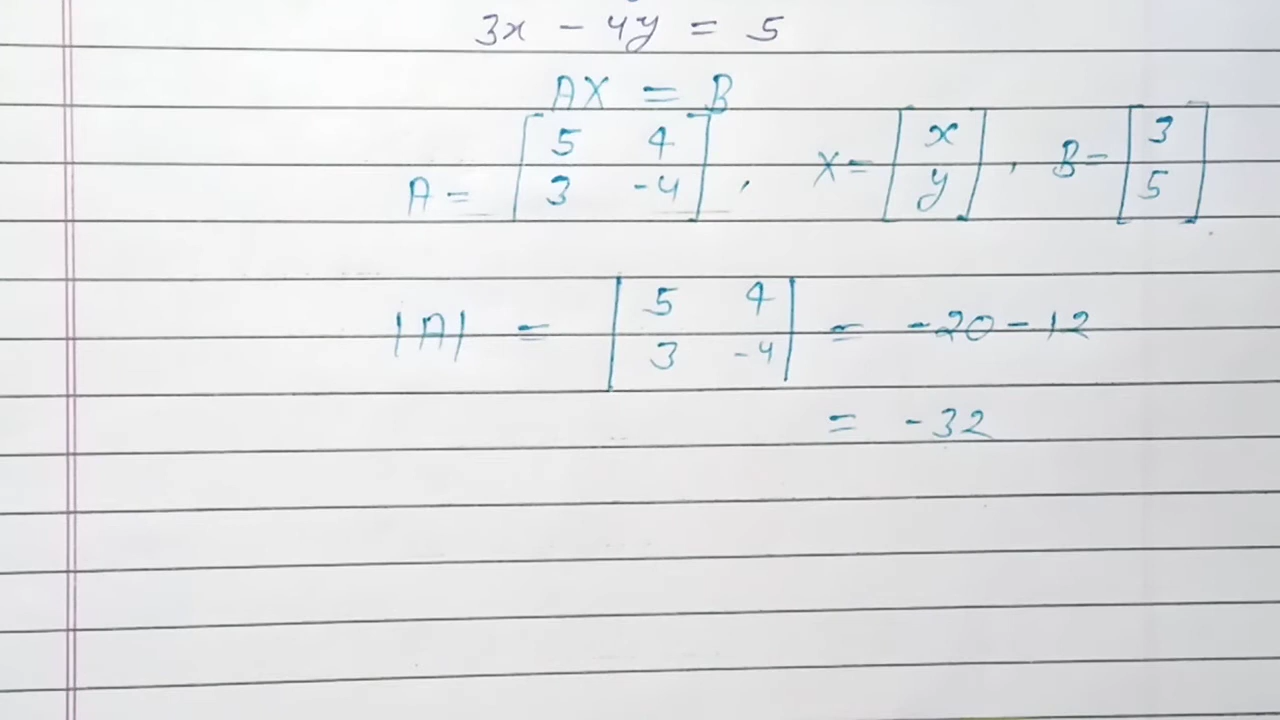 3x - 4y = 5
AX = B
A = [5 4 3 -4], X = [x y], B = [3 5]
|A| = |5 4 3 -4| = -20 - 12
= -32